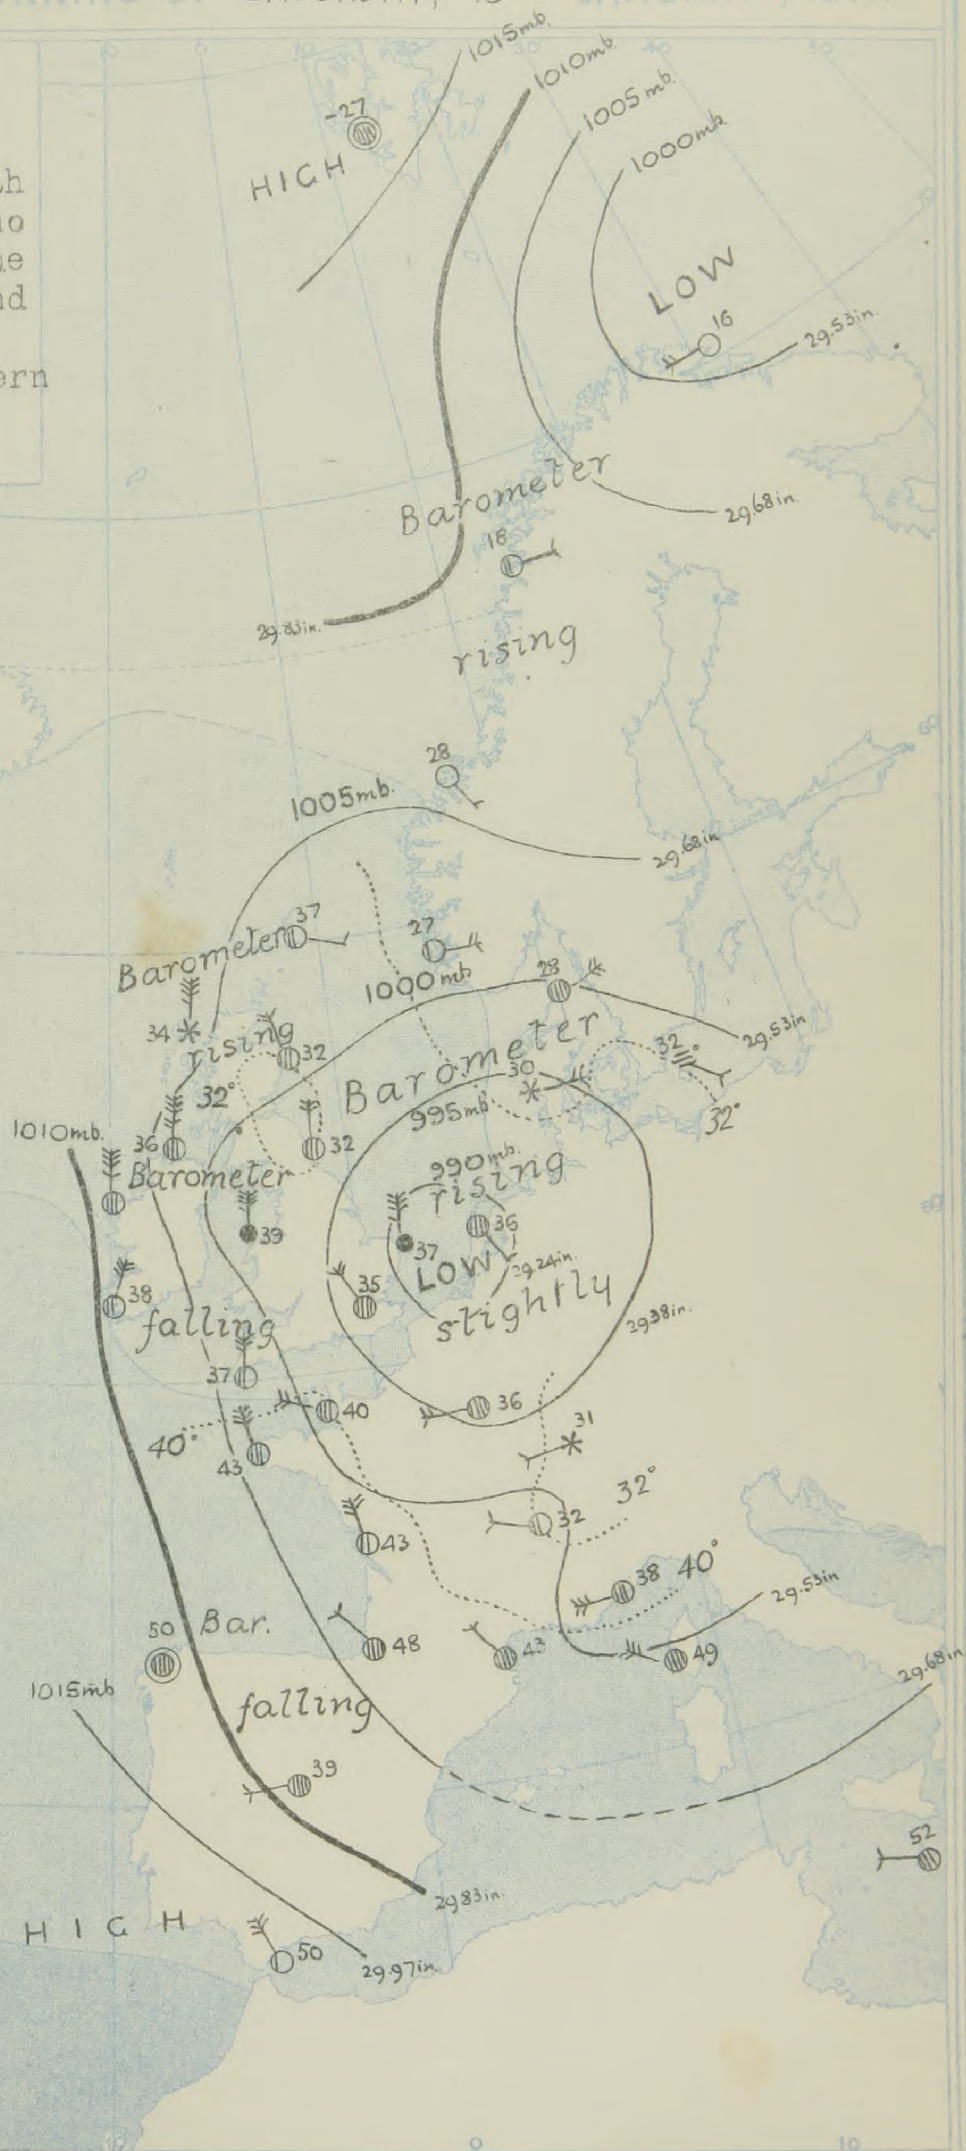 1015mb.
1010mb.
1005mb.
1000mb.
-27
HIGH
LOW
16
29.53in.
ern
Barometer
18
29.68in.
29.83in.
rising
28
1005mb.
29.68in
37
27
Barometer
1000mb
28
34
rising
32
29.53in
Barometer
32
32°
30
995mb
32°
1010mb.
36
32
Barometer
990mb.
rising
39
36
37
LOW
29.24in.
38
35
slightly
falling
29.38in.
37
40
36
40°
31
43
32°
43
32
38
40°
29.53in
50
Bar.
48
43
49
29.68in
1015mb
falling
39
52
29.83in.
HIGH
50
29.97in.
0
10